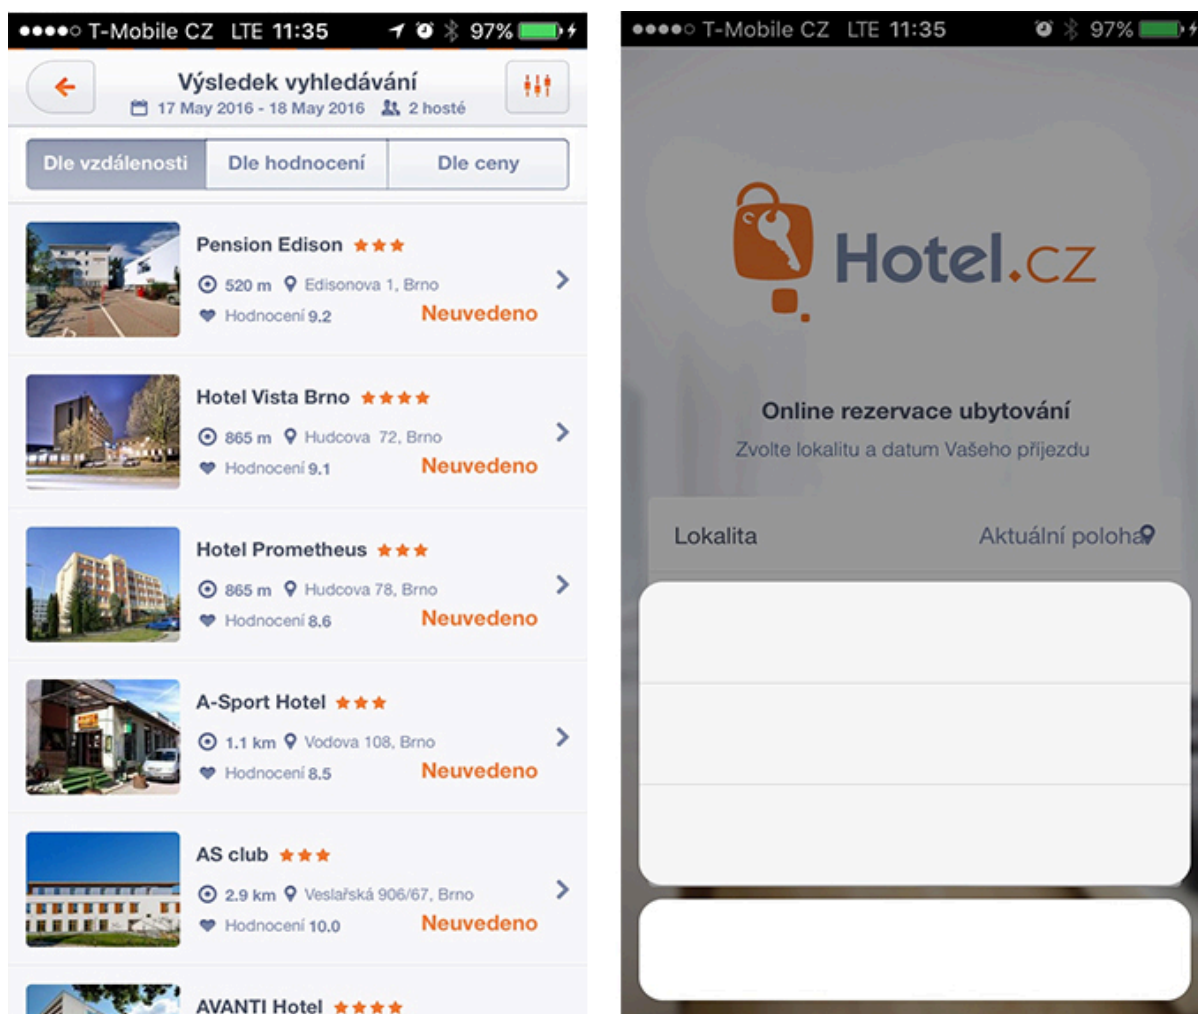 T-Mobile CZ LTE 11:35 97%
Výsledek vyhledávání
17 May 2016 - 18 May 2016 2 hosté
Dle vzdálenosti Dle hodnocení Dle ceny
Pension Edison
520 m Edisonova 1, Brno
Hodnocení 9.2 Neuvedeno
Hotel Vista Brno
865 m Hudcova 72, Brno
Hodnocení 9.1 Neuvedeno
Hotel Prometheus
865 m Hudcova 78, Brno
Hodnocení 8.6 Neuvedeno
A-Sport Hotel
1.1 km Vodova 108, Brno
Hodnocení 8.5 Neuvedeno
AS club
2.9 km Veslařská 906/67, Brno
Hodnocení 10.0 Neuvedeno
AVANTI Hotel
T-Mobile CZ LTE 11:35 97%
Hotel.cz
Online rezervace ubytování
Zvolte lokalitu a datum Vašeho příjezdu
Lokalita Aktuální poloha